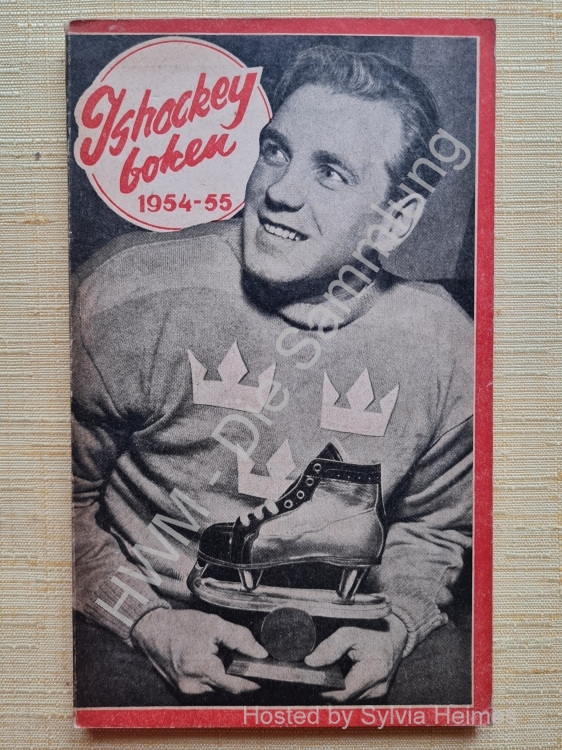 Ishockey
boken
1954-55
HWM - Die Sammlung
Hosted by Sylvia Heimes